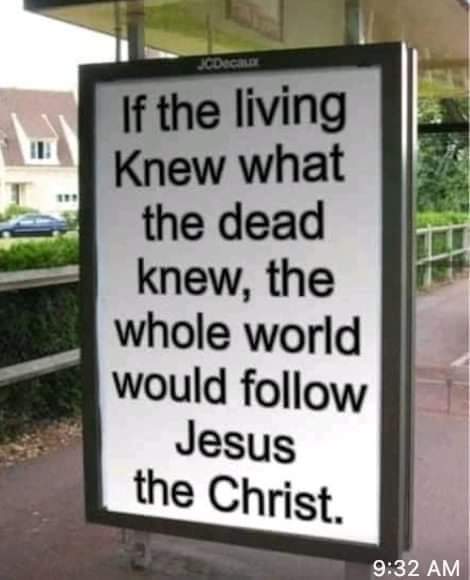 JCDecaux
If the living
Knew what
the dead
knew, the
whole world
would follow
Jesus
the Christ.
9:32 AM